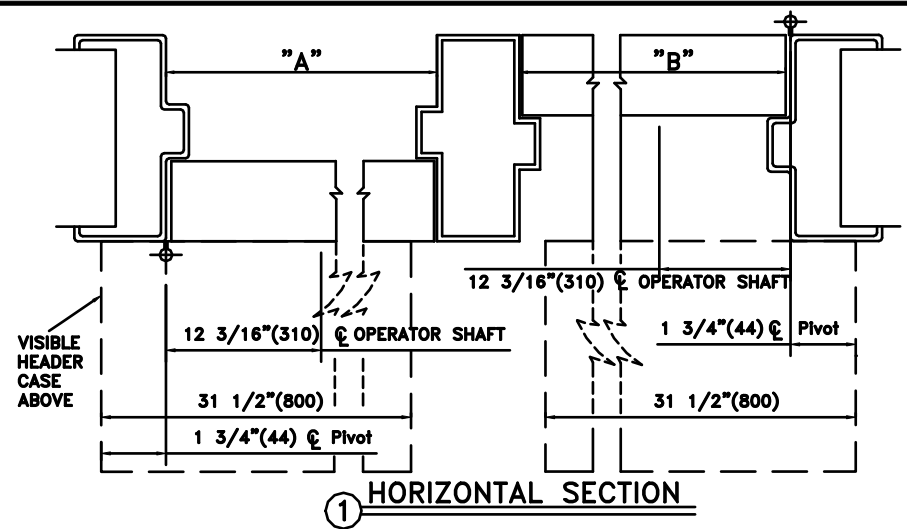 "A"
"B"
12 3/16"(310) ℄ OPERATOR SHAFT
12 3/16"(310) ℄ OPERATOR SHAFT
1 3/4"(44) ℄ Pivot
VISIBLE
HEADER
CASE
ABOVE
31 1/2"(800)
31 1/2"(800)
1 3/4"(44) ℄ Pivot
1 HORIZONTAL SECTION